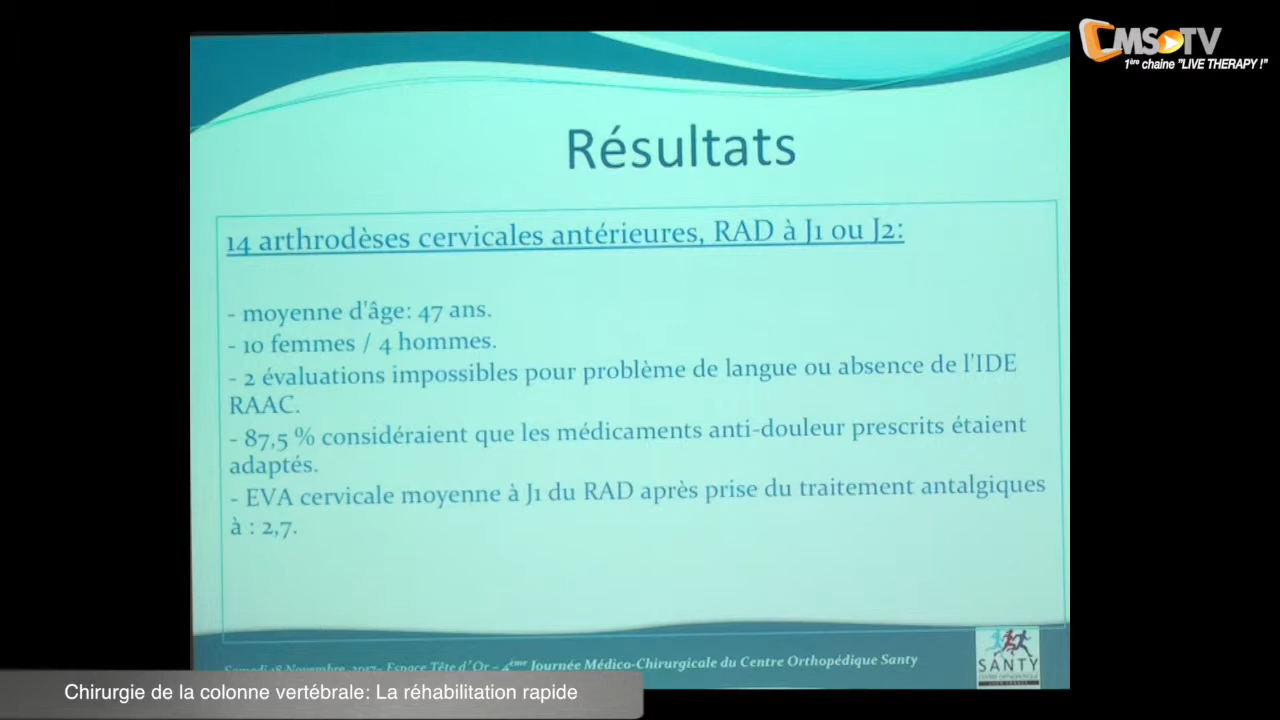 CMS TV
1ère chaine "LIVE THERAPY !"
Résultats
14 arthrodèses cervicales antérieures, RAD à J1 ou J2:
- moyenne d'âge: 47 ans.
- 10 femmes / 4 hommes.
- 2 évaluations impossibles pour problème de langue ou absence de l'IDE
RAAC.
- 87,5 % considéraient que les médicaments anti-douleur prescrits étaient
adaptés.
- EVA cervicale moyenne à J1 du RAD après prise du traitement antalgiques
à : 2,7.
Samedi 18 Novembre 2017- Espace Tête d'Or - 4ème Journée Médico-Chirurgicale du Centre Orthopédique Santy
SANTY
Chirurgie de la colonne vertébrale: La réhabilitation rapide